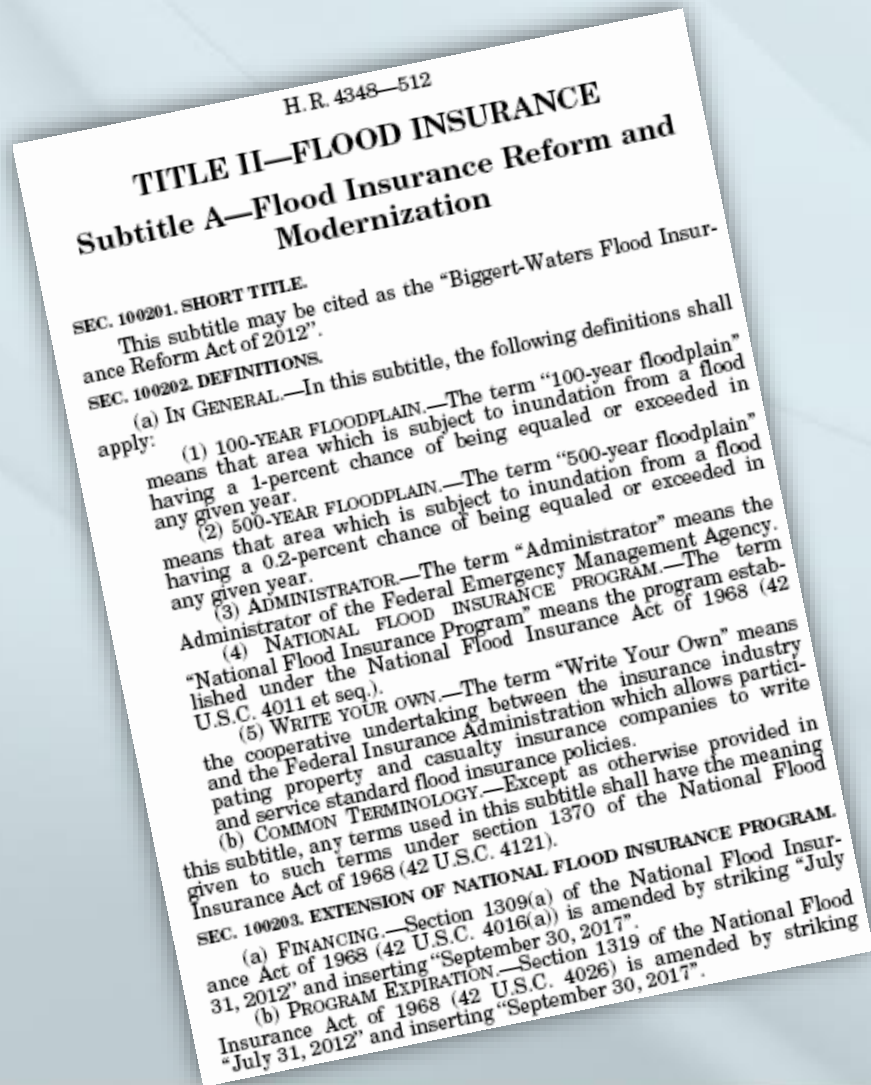 H. R. 4348—512
TITLE II—FLOOD INSURANCE
Subtitle A—Flood Insurance Reform and
Modernization
SEC. 100201. SHORT TITLE.
This subtitle may be cited as the “Biggert-Waters Flood Insur-
ance Reform Act of 2012”.
SEC. 100202. DEFINITIONS.
(a) IN GENERAL.—In this subtitle, the following definitions shall
apply:
(1) 100-YEAR FLOODPLAIN.—The term “100-year floodplain”
means that area which is subject to inundation from a flood
having a 1-percent chance of being equaled or exceeded in
any given year.
(2) 500-YEAR FLOODPLAIN.—The term “500-year floodplain”
means that area which is subject to inundation from a flood
having a 0.2-percent chance of being equaled or exceeded in
any given year.
(3) ADMINISTRATOR.—The term “Administrator” means the
Administrator of the Federal Emergency Management Agency.
(4) NATIONAL FLOOD INSURANCE PROGRAM.—The term
“National Flood Insurance Program” means the program estab-
lished under the National Flood Insurance Act of 1968 (42
U.S.C. 4011 et seq.).
(5) WRITE YOUR OWN.—The term “Write Your Own” means
the cooperative undertaking between the insurance industry
and the Federal Insurance Administration which allows partici-
pating property and casualty insurance companies to write
and service standard flood insurance policies.
(b) COMMON TERMINOLOGY.—Except as otherwise provided in
this subtitle, any terms used in this subtitle shall have the meaning
given to such terms under section 1370 of the National Flood
Insurance Act of 1968 (42 U.S.C. 4121).
SEC. 100203. EXTENSION OF NATIONAL FLOOD INSURANCE PROGRAM.
(a) FINANCING.—Section 1309(a) of the National Flood Insur-
ance Act of 1968 (42 U.S.C. 4016(a)) is amended by striking “July
31, 2012” and inserting “September 30, 2017”.
(b) PROGRAM EXPIRATION.—Section 1319 of the National Flood
Insurance Act of 1968 (42 U.S.C. 4026) is amended by striking
“July 31, 2012” and inserting “September 30, 2017”.